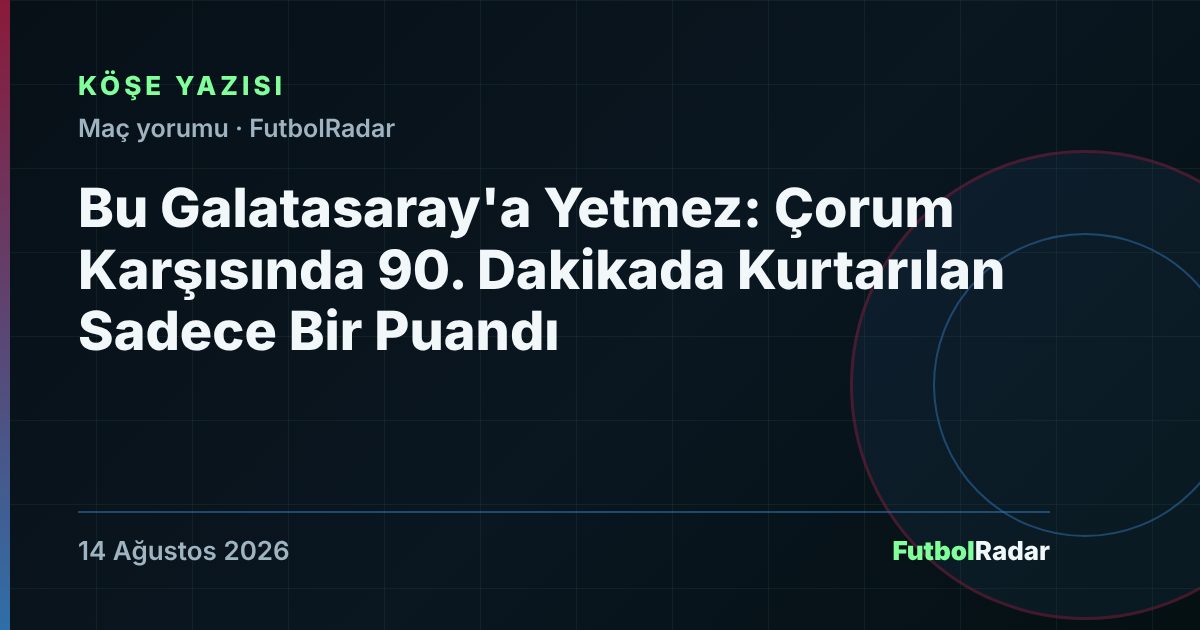 KÖŞE YAZISI
Maç yorumu · FutbolRadar
Bu Galatasaray'a Yetmez: Çorum
Karşısında 90. Dakikada Kurtarılan
Sadece Bir Puandı
14 Ağustos 2026
FutbolRadar